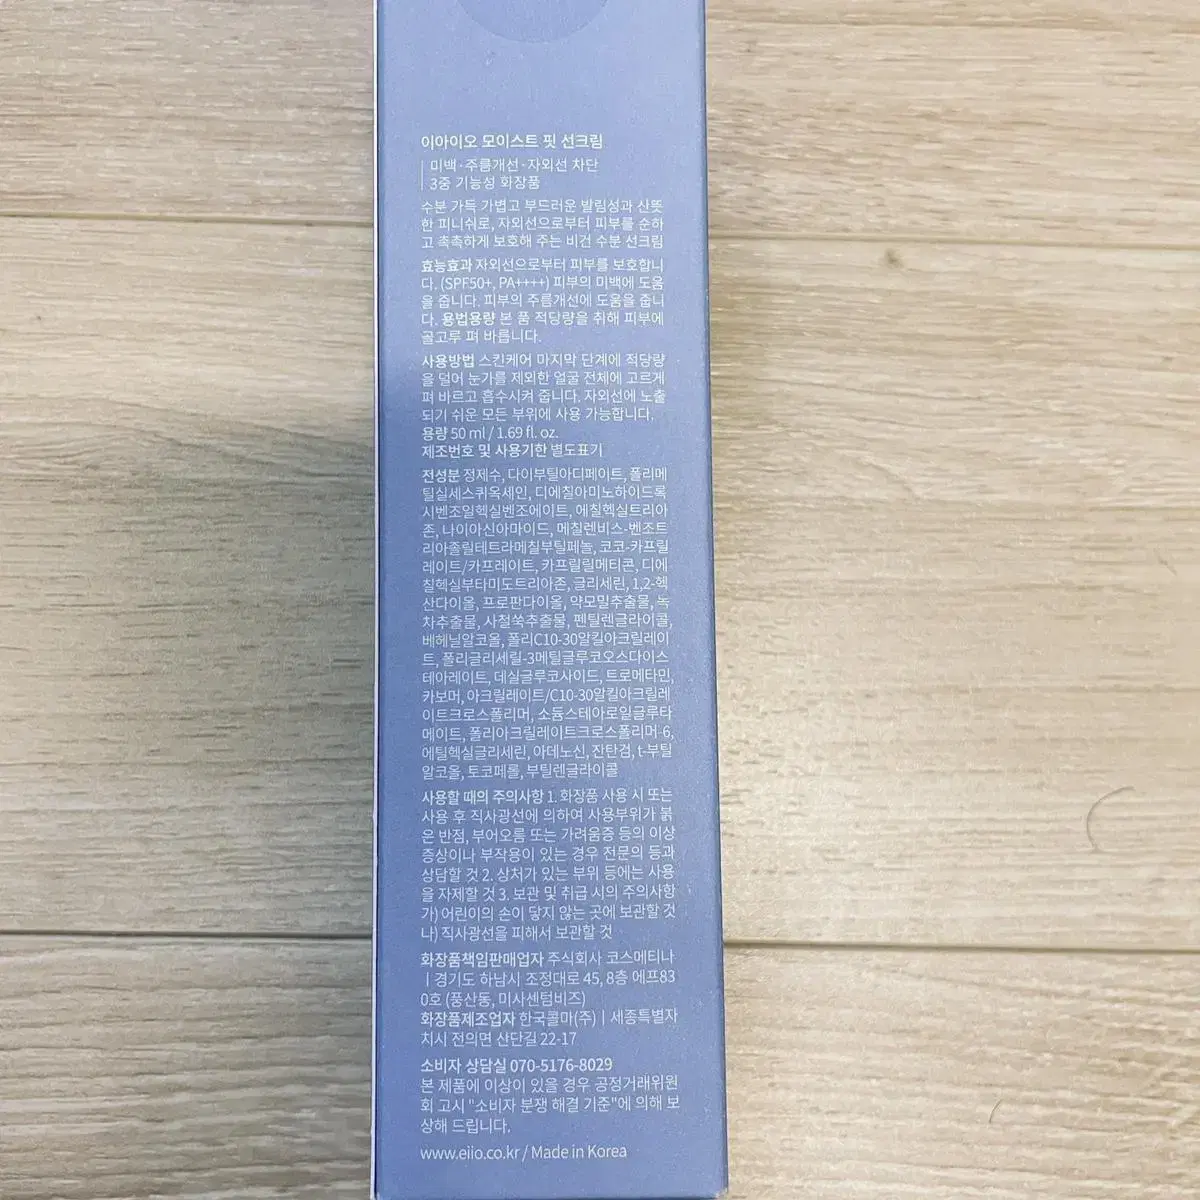 이아이오 모이스트 핏 선크림
미백·주름개선·자외선 차단
3중 기능성 화장품
수분 가득 가볍고 부드러운 발림성과 산뜻
한 피니쉬로, 자외선으로부터 피부를 순하
고 촉촉하게 보호해 주는 비건 수분 선크림
효능효과 자외선으로부터 피부를 보호합니
다. (SPF50+, PA++++) 피부의 미백에 도움
을 줍니다. 피부의 주름개선에 도움을 줍니
다. 용법용량 본 품 적당량을 취해 피부에
골고루 펴 바릅니다.
사용방법 스킨케어 마지막 단계에 적당량
을 덜어 눈가를 제외한 얼굴 전체에 고르게
펴 바르고 흡수시켜 줍니다. 자외선에 노출
되기 쉬운 모든 부위에 사용 가능합니다.
용량 50 ml / 1.69 fl. oz.
제조번호 및 사용기한 별도표기
전성분 정제수, 다이부틸아디페이트, 폴리메
틸실세스퀴옥세인, 디에칠아미노하이드록
시벤조일헥실벤조에이트, 에칠헥실트리아
존, 나이아신아마이드, 메칠렌비스-벤조트
리아졸릴테트라메칠부틸페놀, 코코-카프릴
레이트/카프레이트, 카프릴릴메티콘, 디에
칠헥실부타미도트리아존, 글리세린, 1,2-헥
산다이올, 프로판다이올, 약모밀추출물, 녹
차추출물, 사철쑥추출물, 펜틸렌글라이콜,
베헤닐알코올, 폴리C10-30알킬아크릴레이
트, 폴리글리세릴-3메틸글루코오스다이스
테아레이트, 데실글루코사이드, 트로메타민,
카보머, 아크릴레이트/C10-30알킬아크릴레
이트크로스폴리머, 소듐스테아로일글루타
메이트, 폴리아크릴레이트크로스폴리머-6,
에틸헥실글리세린, 아데노신, 잔탄검, t-부틸
알코올, 토코페롤, 부틸렌글라이콜
사용할 때의 주의사항 1. 화장품 사용 시 또는
사용 후 직사광선에 의하여 사용부위가 붉
은 반점, 부어오름 또는 가려움증 등의 이상
증상이나 부작용이 있는 경우 전문의 등과
상담할 것 2. 상처가 있는 부위 등에는 사용
을 자제할 것 3. 보관 및 취급 시의 주의사항
가) 어린이의 손이 닿지 않는 곳에 보관할 것
나) 직사광선을 피해서 보관할 것
화장품책임판매업자 주식회사 코스메티나
| 경기도 하남시 조정대로 45, 8층 에프83
0호 (풍산동, 미사센텀비즈)
화장품제조업자 한국콜마(주) | 세종특별자
치시 전의면 산단길 22-17
소비자 상담실 070-5176-8029
본 제품에 이상이 있을 경우 공정거래위원
회 고시 "소비자 분쟁 해결 기준"에 의해 보
상해 드립니다.
www.eiio.co.kr / Made in Korea